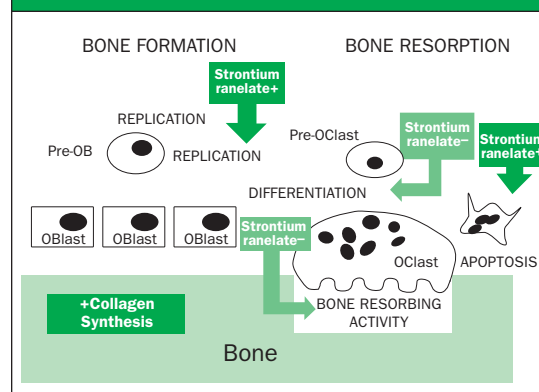 BONE FORMATION
BONE RESORPTION
Strontium
ranelate+
REPLICATION
Pre-OB
REPLICATION
Pre-OClast
Strontium
ranelate–
Strontium
ranelate+
DIFFERENTIATION
OBlast
OBlast
OBlast
Strontium
ranelate–
OClast
APOPTOSIS
+Collagen
Synthesis
BONE RESORBING
ACTIVITY
Bone